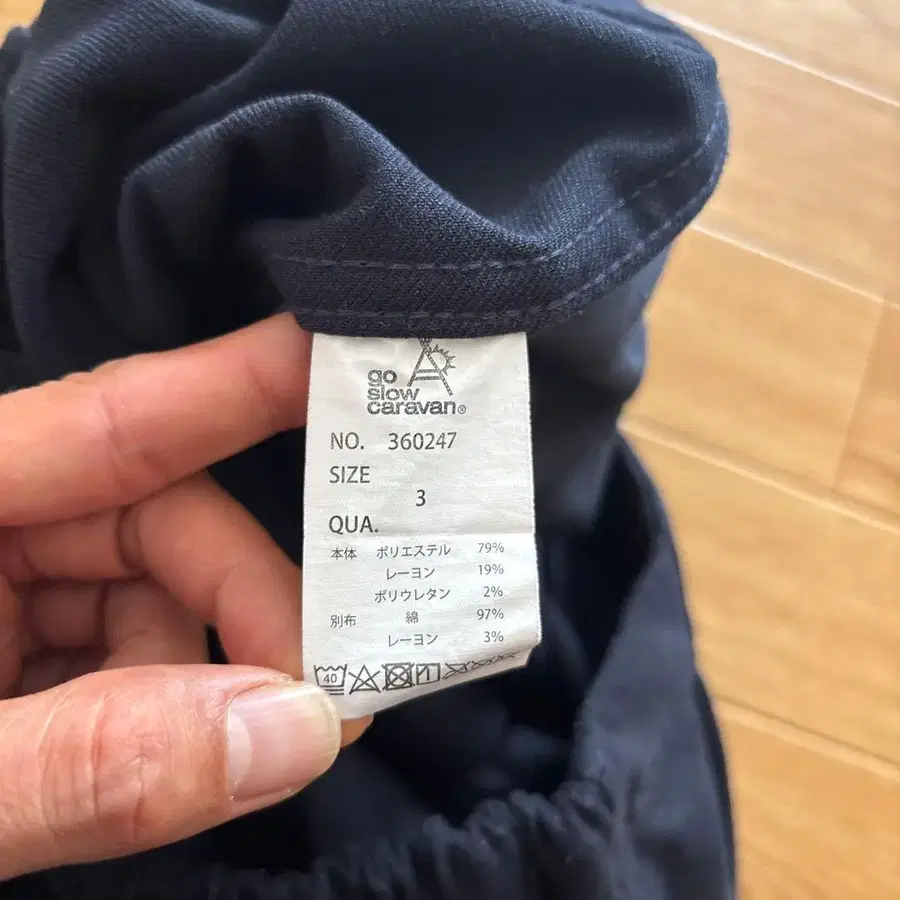 go
slow
caravan®
NO. 360247
SIZE
3
QUA.
本体 ポリエステル 79%
レーヨン 19%
ポリウレタン 2%
別布 綿 97%
レーヨン 3%
40